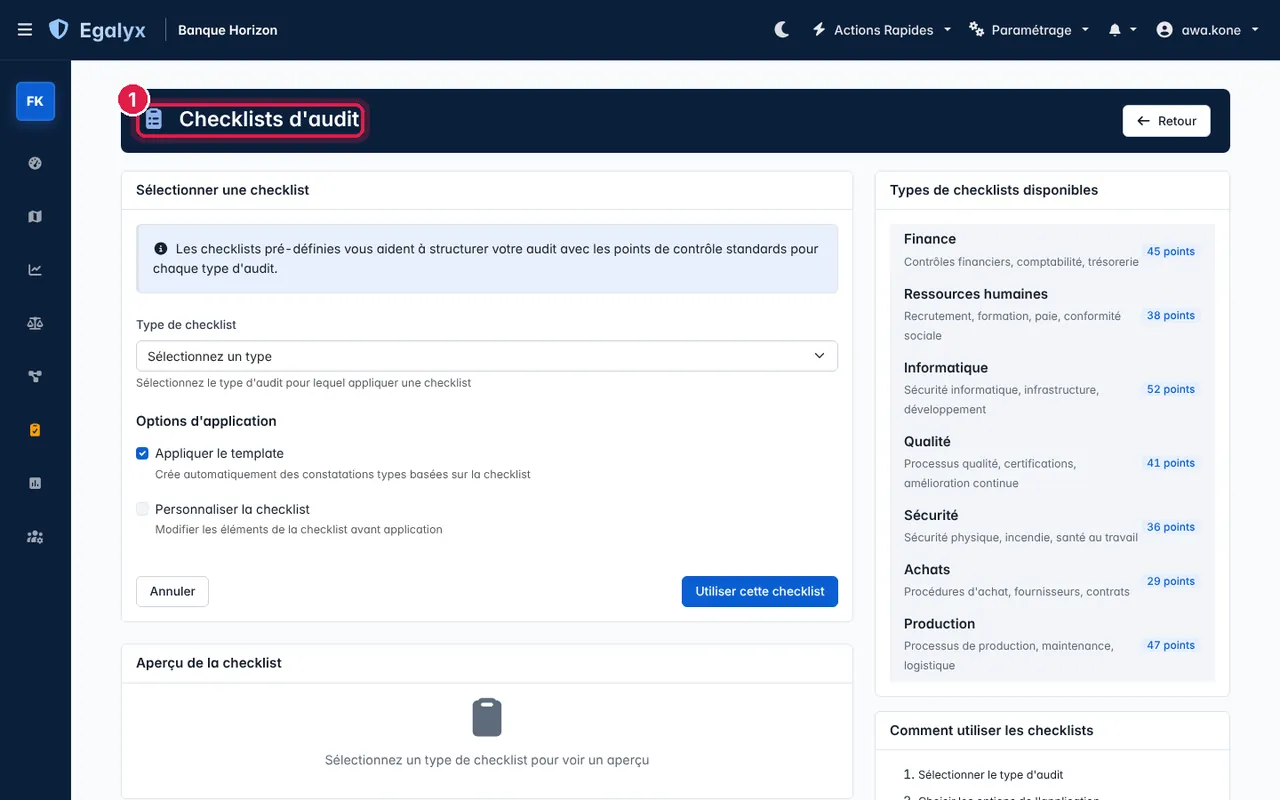 Egalyx
Banque Horizon
Actions Rapides
Paramétrage
awa.kone
FK
1
Checklists d'audit
Retour
Sélectionner une checklist
Les checklists pré-définies vous aident à structurer votre audit avec les points de contrôle standards pour
chaque type d'audit.
Type de checklist
Sélectionnez un type
Sélectionnez le type d'audit pour lequel appliquer une checklist
Options d'application
Appliquer le template
Crée automatiquement des constatations types basées sur la checklist
Personnaliser la checklist
Modifier les éléments de la checklist avant application
Annuler
Utiliser cette checklist
Aperçu de la checklist
Sélectionnez un type de checklist pour voir un aperçu
Types de checklists disponibles
Finance
Contrôles financiers, comptabilité, trésorerie
45 points
Ressources humaines
Recrutement, formation, paie, conformité
sociale
38 points
Informatique
Sécurité informatique, infrastructure,
développement
52 points
Qualité
Processus qualité, certifications,
amélioration continue
41 points
Sécurité
Sécurité physique, incendie, santé au travail
36 points
Achats
Procédures d'achat, fournisseurs, contrats
29 points
Production
Processus de production, maintenance,
logistique
47 points
Comment utiliser les checklists
1. Sélectionner le type d'audit
2. Choisir les options de l'application